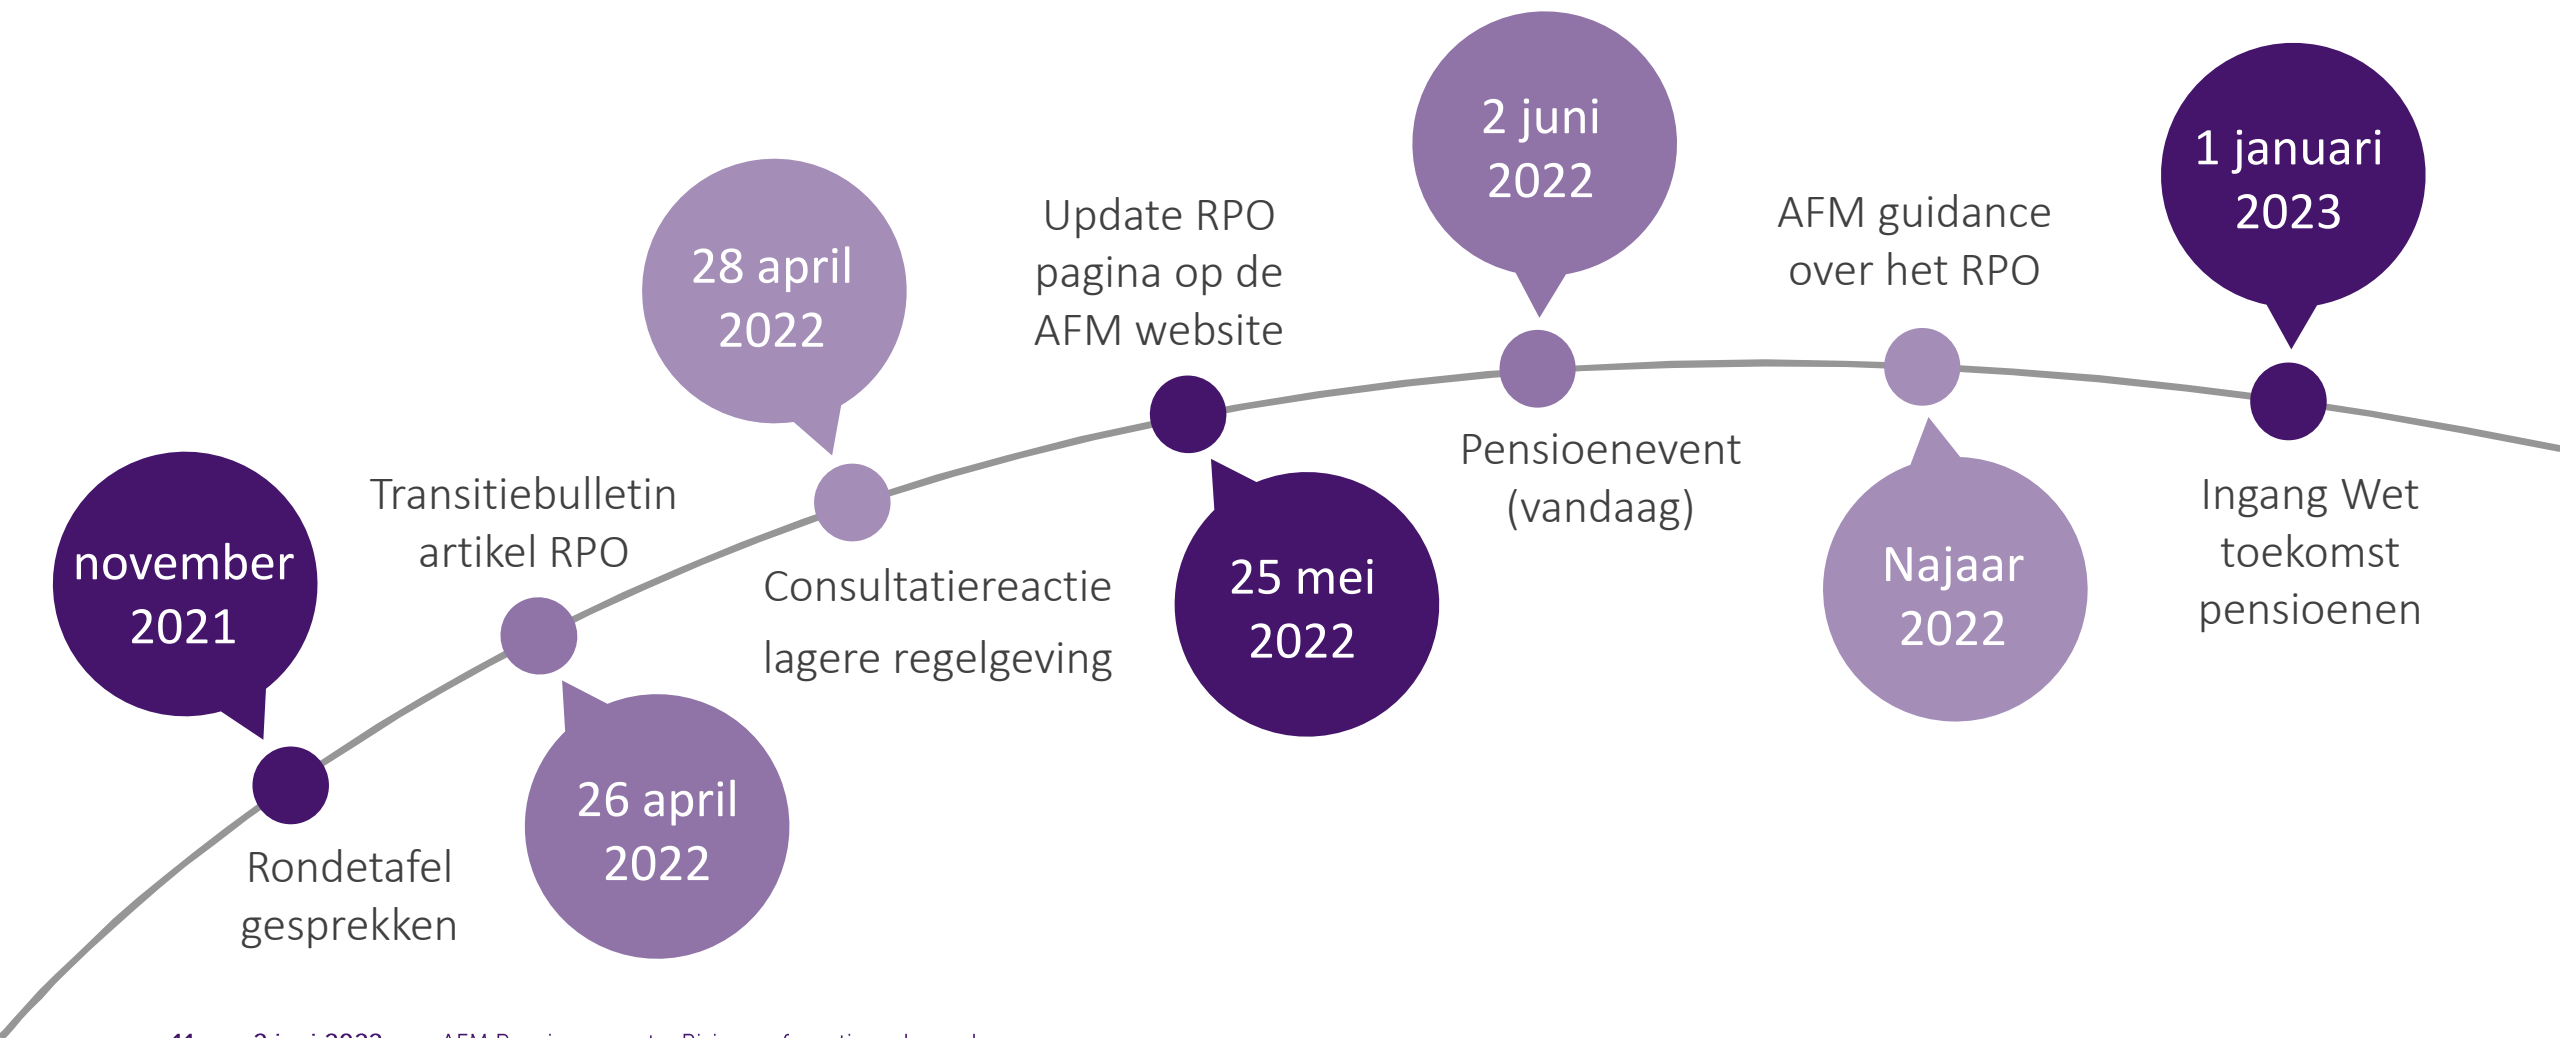 november
2021
Rondetafel
gesprekken
Transitiebulletin
artikel RPO
26 april
2022
28 april
2022
Consultatiereactie
lagere regelgeving
Update RPO
pagina op de
AFM website
25 mei
2022
2 juni
2022
Pensioenevent
(vandaag)
AFM guidance
over het RPO
Najaar
2022
1 januari
2023
Ingang Wet
toekomst
pensioenen